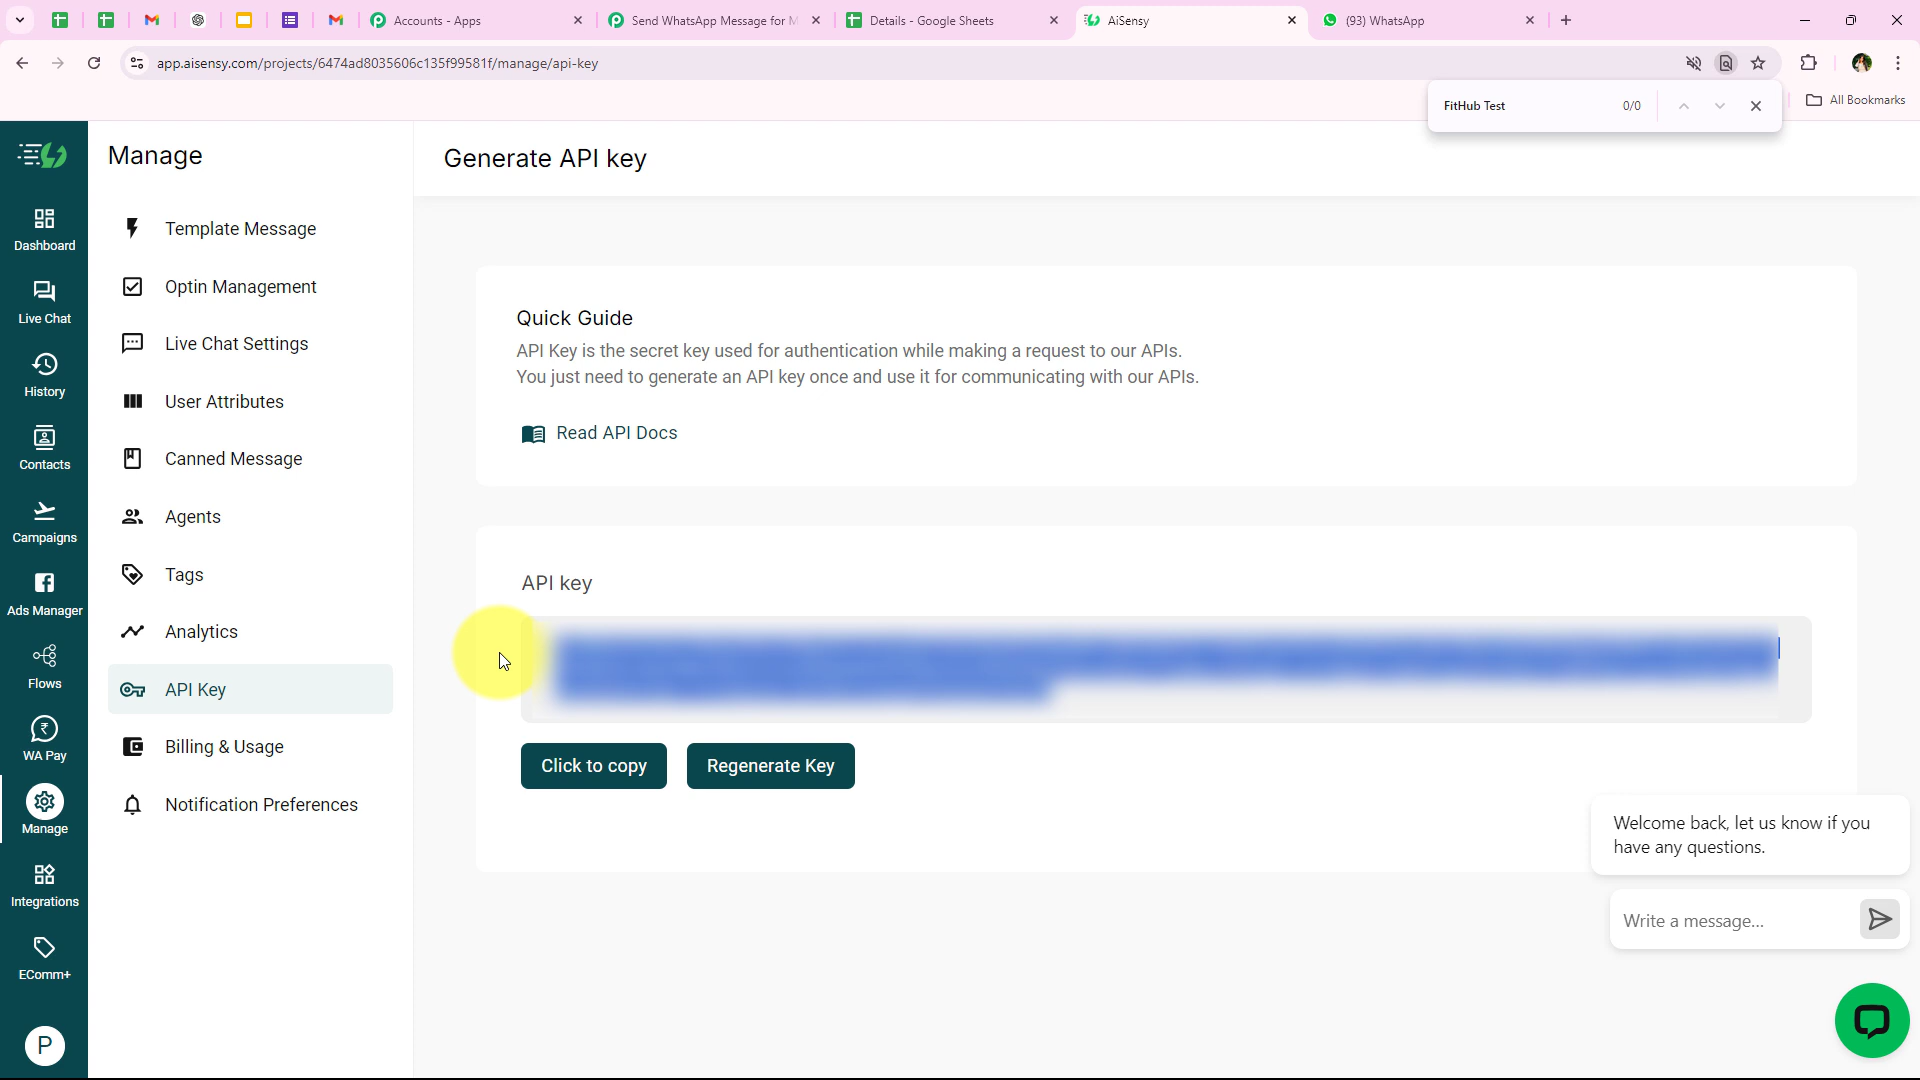 Accounts - Apps
Send WhatsApp Message for M
Details - Google Sheets
AiSensy
(93) WhatsApp
app.aisensy.com/projects/6474ad8035606c135f99581f/manage/api-key
FitHub Test
0/0
All Bookmarks
Dashboard
Live Chat
History
Contacts
Campaigns
Ads Manager
Flows
WA Pay
Manage
Integrations
EComm+
P
Manage
Template Message
Optin Management
Live Chat Settings
User Attributes
Canned Message
Agents
Tags
Analytics
API Key
Billing & Usage
Notification Preferences
Generate API key
Quick Guide
API Key is the secret key used for authentication while making a request to our APIs.
You just need to generate an API key once and use it for communicating with our APIs.
Read API Docs
API key
Click to copy
Regenerate Key
Welcome back, let us know if you
have any questions.
Write a message...